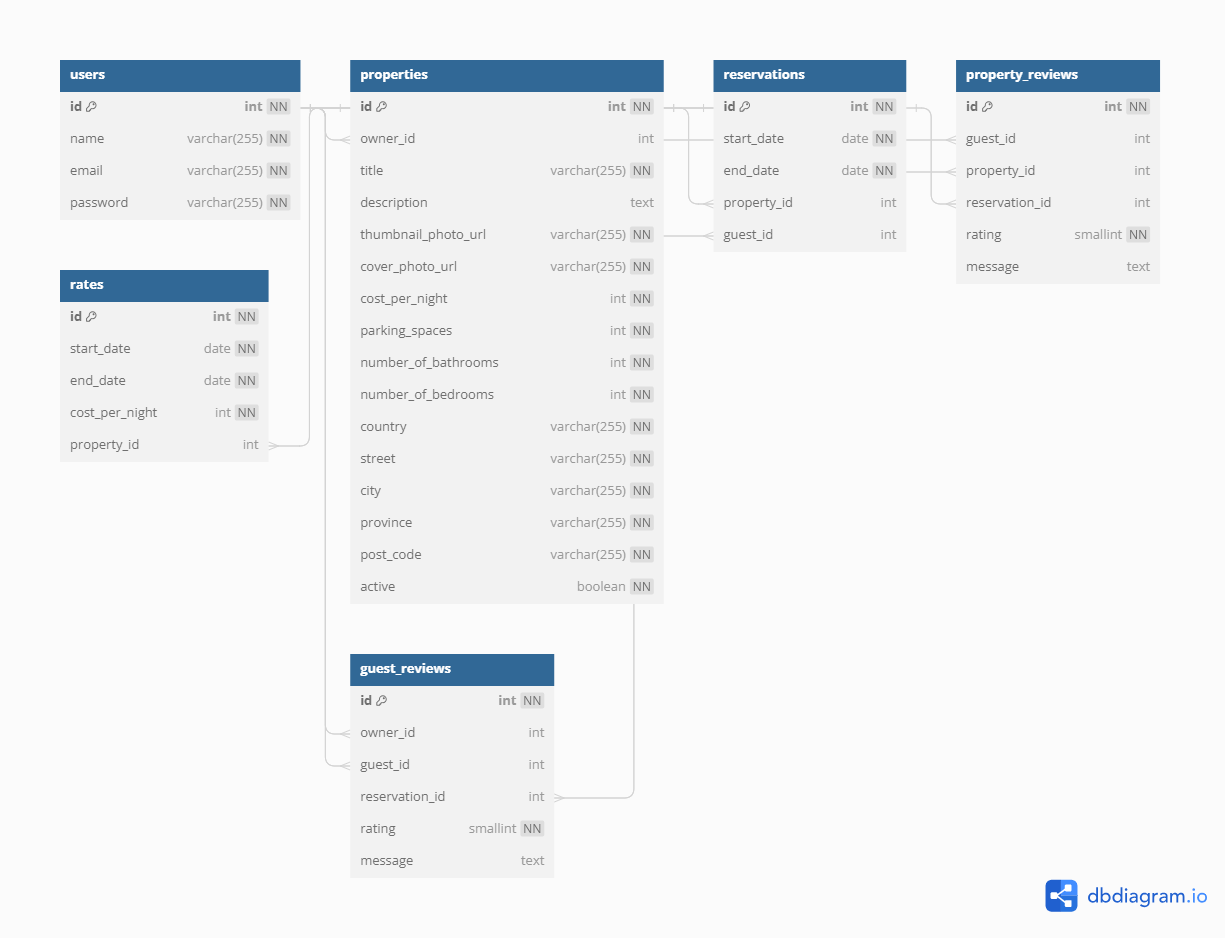 users
id int NN
name varchar(255) NN
email varchar(255) NN
password varchar(255) NN
rates
id int NN
start_date date NN
end_date date NN
cost_per_night int NN
property_id int
properties
id int NN
owner_id int
title varchar(255) NN
description text
thumbnail_photo_url varchar(255) NN
cover_photo_url varchar(255) NN
cost_per_night int NN
parking_spaces int NN
number_of_bathrooms int NN
number_of_bedrooms int NN
country varchar(255) NN
street varchar(255) NN
city varchar(255) NN
province varchar(255) NN
post_code varchar(255) NN
active boolean NN
guest_reviews
id int NN
owner_id int
guest_id int
reservation_id int
rating smallint NN
message text
reservations
id int NN
start_date date NN
end_date date NN
property_id int
guest_id int
property_reviews
id int NN
guest_id int
property_id int
reservation_id int
rating smallint NN
message text
dbdiagram.io